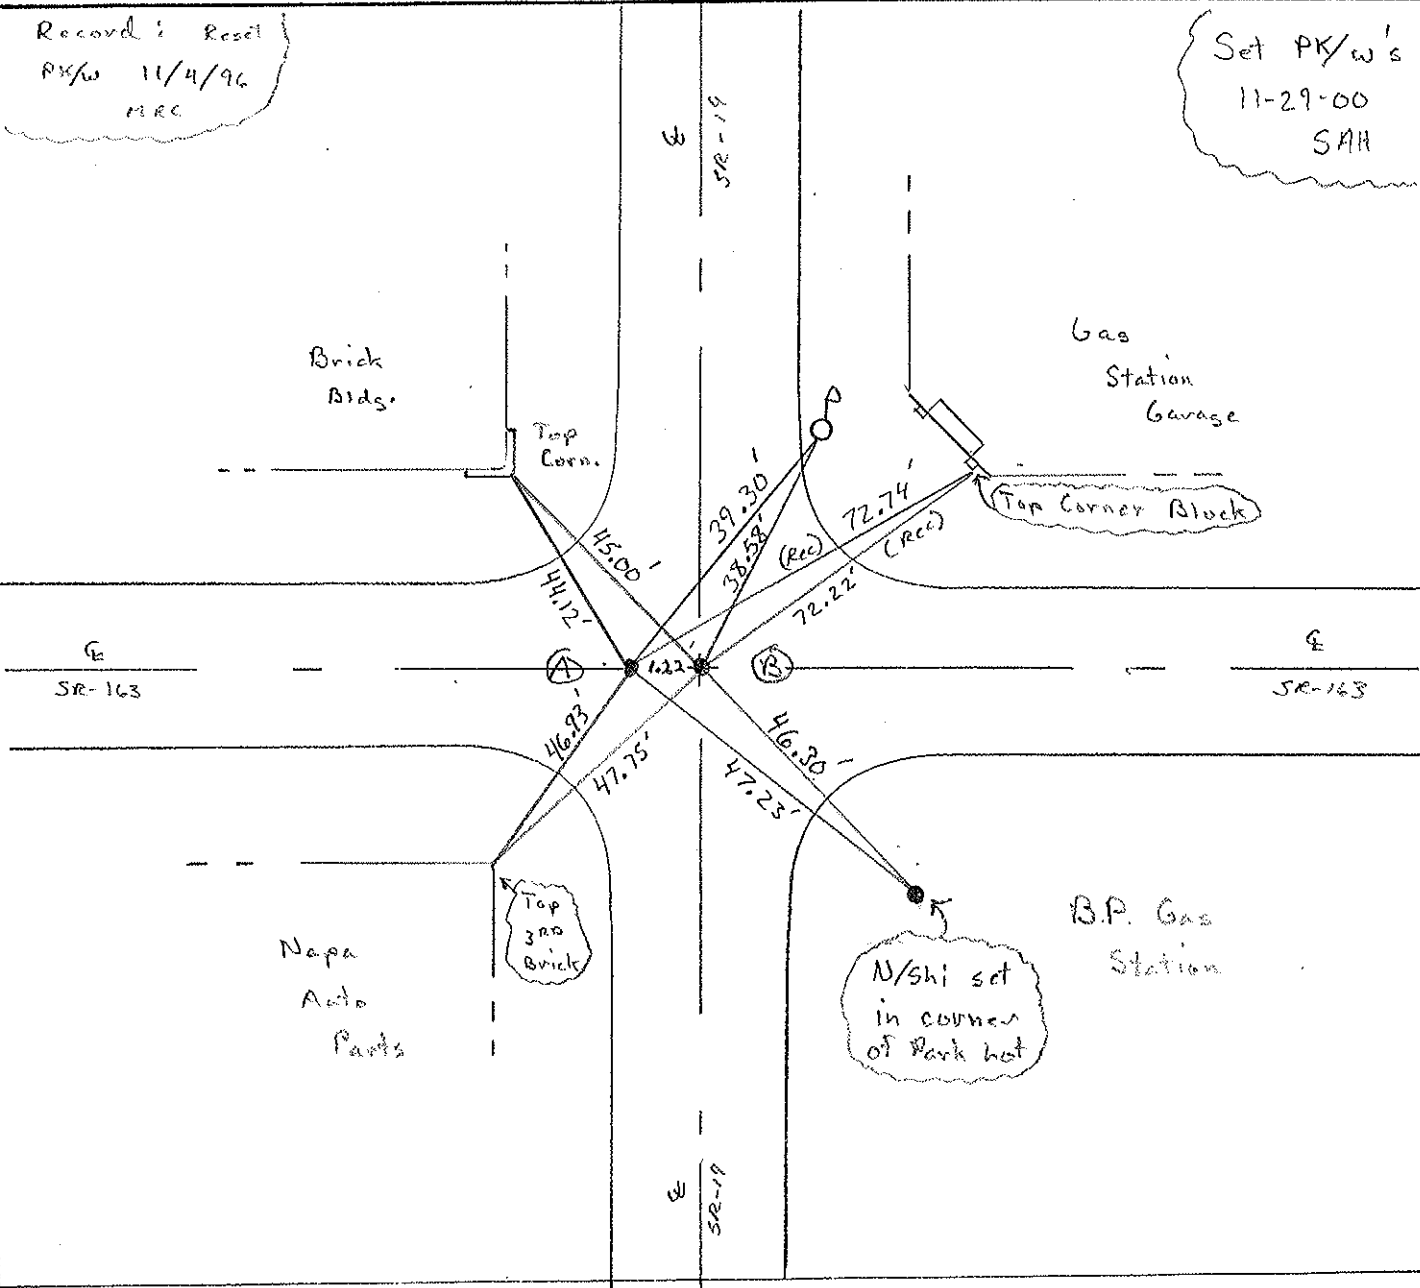 Record : Reset
PK/W 11/4/96
MRC
Set PK/W's
11-29-00
SAH
℄
SR-19
Brick
Bldg.
Top
Corn.
Gas
Station
Garage
Top Corner Block
39.30'
38.58'
72.74'
(Rec)
72.22'
(Rec)
45.00'
44.12'
℄
SR-163
A
1.22'
B
℄
SR-163
46.93'
47.75'
46.30'
47.23'
Top
3RD
Brick
Napa
Auto
Parts
N/Shi set
in corner
of Park Lot
B.P. Gas
Station
℄
SR-19